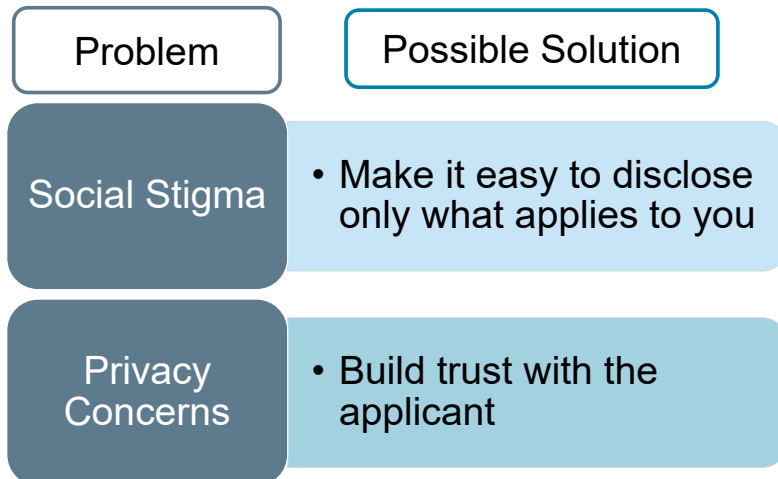 Problem
Possible Solution
Social Stigma
• Make it easy to disclose
only what applies to you
Privacy
Concerns
• Build trust with the
applicant